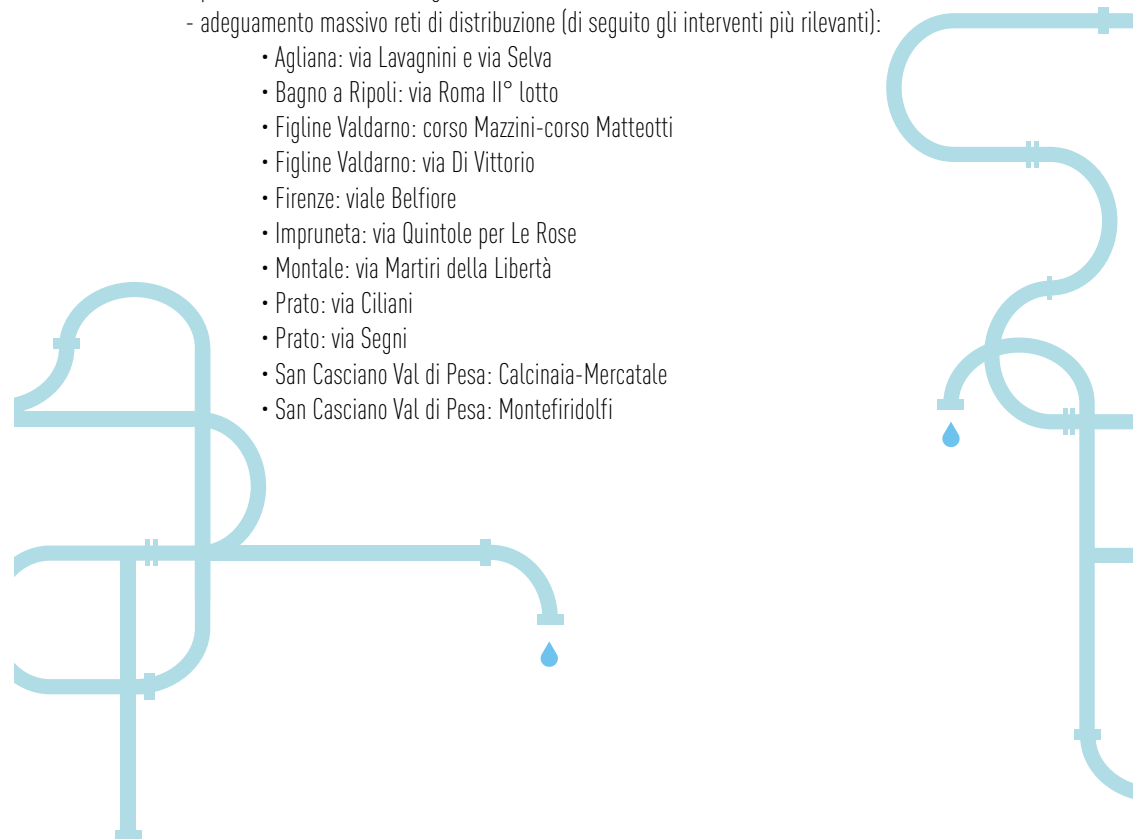 - adeguamento massivo reti di distribuzione (di seguito gli interventi più rilevanti):
• Agliana: via Lavagnini e via Selva
• Bagno a Ripoli: via Roma II° lotto
• Figline Valdarno: corso Mazzini-corso Matteotti
• Figline Valdarno: via Di Vittorio
• Firenze: viale Belfiore
• Impruneta: via Quintole per Le Rose
• Montale: via Martiri della Libertà
• Prato: via Ciliani
• Prato: via Segni
• San Casciano Val di Pesa: Calcinaia-Mercatale
• San Casciano Val di Pesa: Montefiridolfi